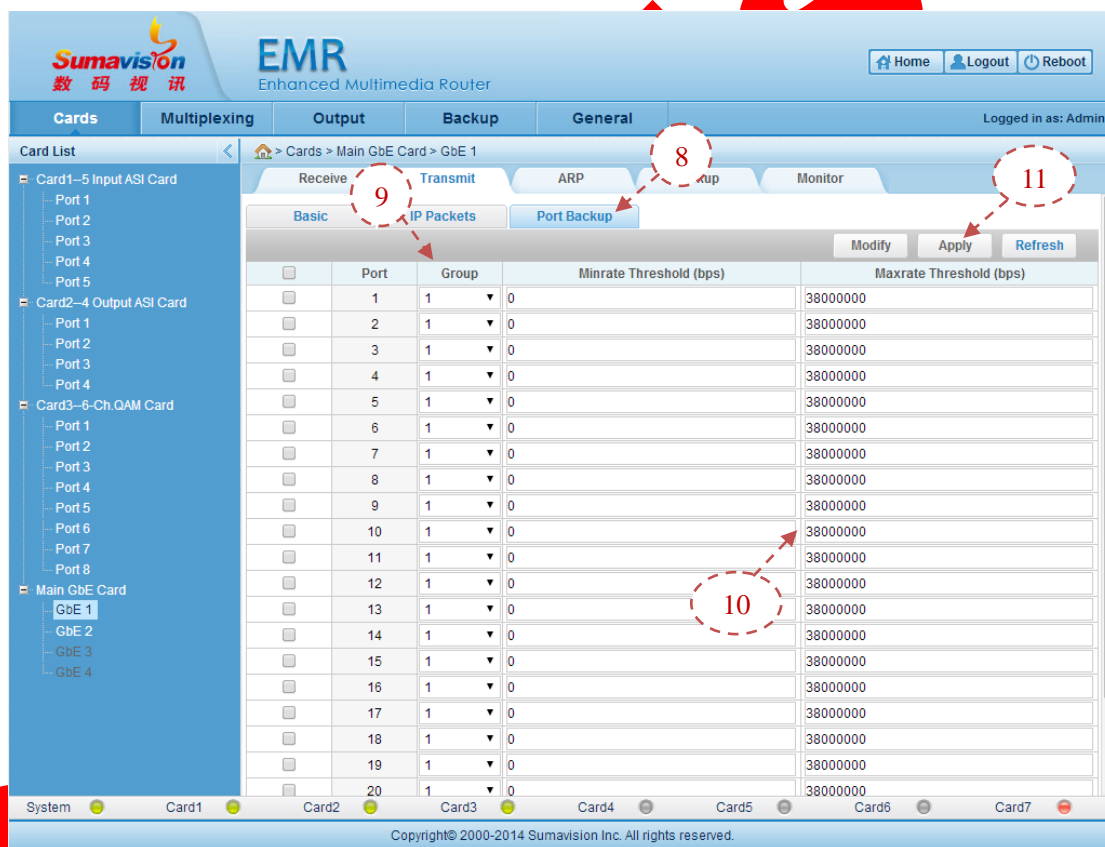 Sumavision
数 码 视 讯
EMR
Enhanced Multimedia Router
Home Logout Reboot
Cards Multiplexing Output Backup General Logged in as: Admin
Card List > Cards > Main GbE Card > GbE 1
8
Receive Transmit ARP kup Monitor
9
11
Basic IP Packets Port Backup
Modify Apply Refresh
Port Group Minrate Threshold (bps) Maxrate Threshold (bps)
1 1 0 38000000
2 1 0 38000000
3 1 0 38000000
4 1 0 38000000
5 1 0 38000000
6 1 0 38000000
7 1 0 38000000
8 1 0 38000000
9 1 0 38000000
10 1 0 38000000
11 1 0 38000000
12 1 0 38000000
13 1 0 38000000
14 1 0 38000000
15 1 0 38000000
16 1 0 38000000
17 1 0 38000000
18 1 0 38000000
19 1 0 38000000
20 1 0 38000000
10
Card1--5 Input ASI Card
Port 1
Port 2
Port 3
Port 4
Port 5
Card2--4 Output ASI Card
Port 1
Port 2
Port 3
Port 4
Card3--6-Ch.QAM Card
Port 1
Port 2
Port 3
Port 4
Port 5
Port 6
Port 7
Port 8
Main GbE Card
GbE 1
GbE 2
GbE 3
GbE 4
System Card1 Card2 Card3 Card4 Card5 Card6 Card7
Copyright© 2000-2014 Sumavision Inc. All rights reserved.